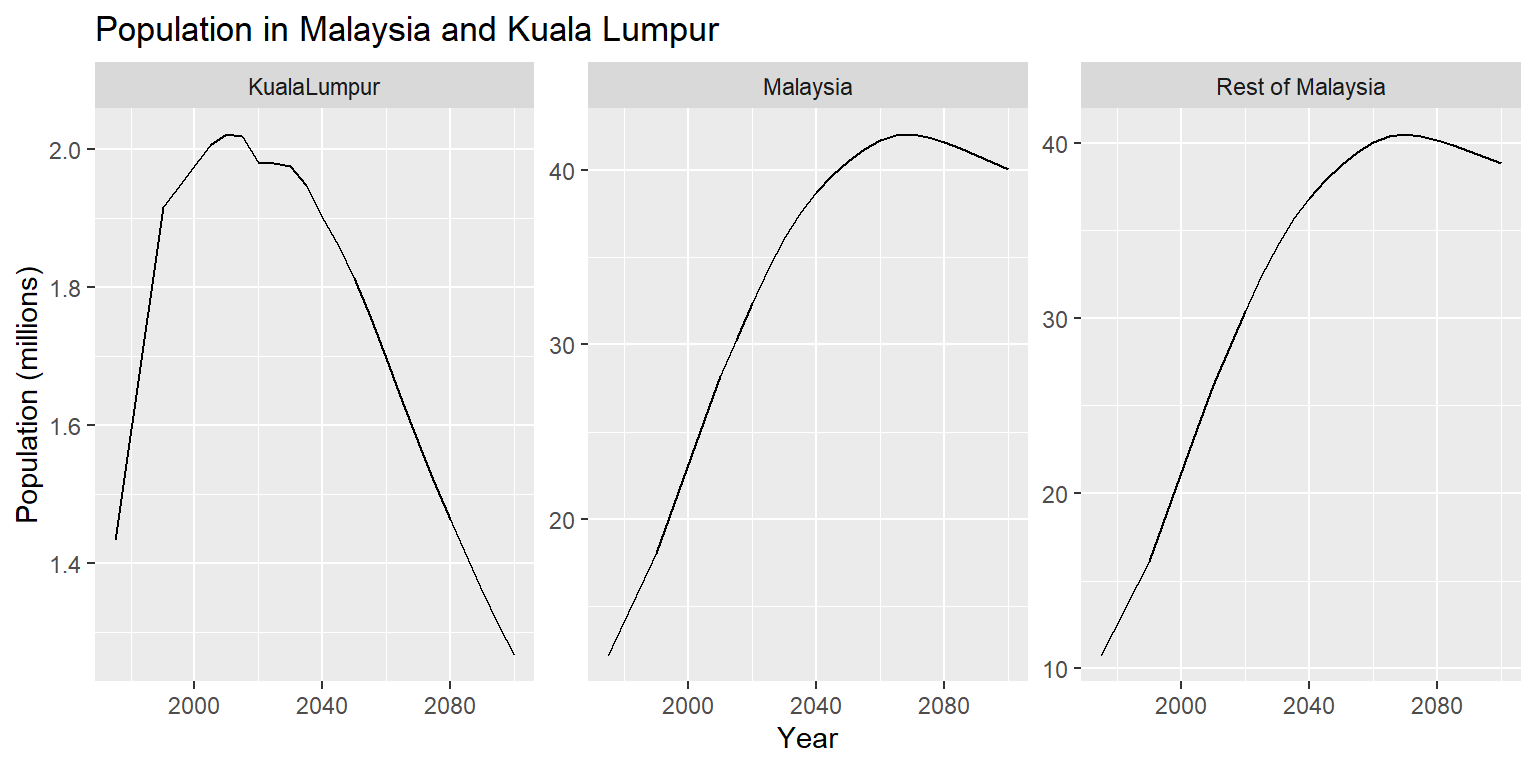 Population in Malaysia and Kuala Lumpur
KualaLumpur
Malaysia
Rest of Malaysia
Population (millions)
2.0
1.8
1.6
1.4
40
30
20
40
30
20
10
2000 2040 2080
2000 2040 2080
2000 2040 2080
Year